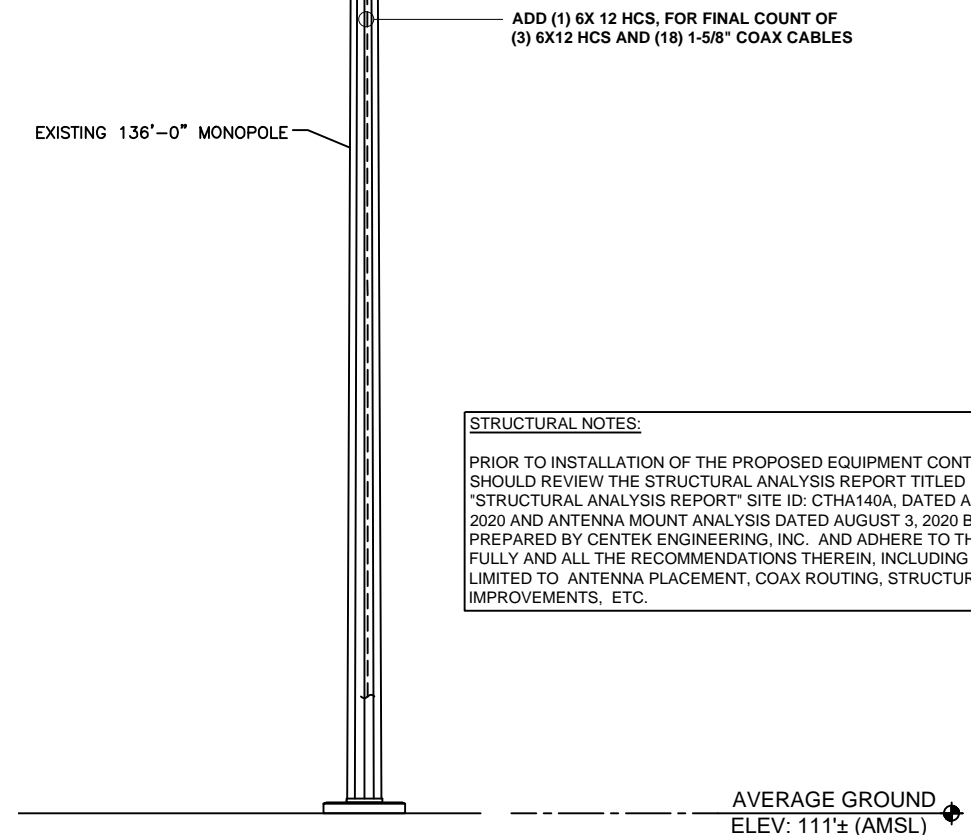 ADD (1) 6X 12 HCS, FOR FINAL COUNT OF
(3) 6X12 HCS AND (18) 1-5/8" COAX CABLES
EXISTING 136'-0" MONOPOLE
STRUCTURAL NOTES:
PRIOR TO INSTALLATION OF THE PROPOSED EQUIPMENT CONT
SHOULD REVIEW THE STRUCTURAL ANALYSIS REPORT TITLED
"STRUCTURAL ANALYSIS REPORT" SITE ID: CTHA140A, DATED A
2020 AND ANTENNA MOUNT ANALYSIS DATED AUGUST 3, 2020 B
PREPARED BY CENTEK ENGINEERING, INC. AND ADHERE TO TH
FULLY AND ALL THE RECOMMENDATIONS THEREIN, INCLUDING
LIMITED TO ANTENNA PLACEMENT, COAX ROUTING, STRUCTUR
IMPROVEMENTS, ETC.
AVERAGE GROUND
ELEV: 111'± (AMSL)